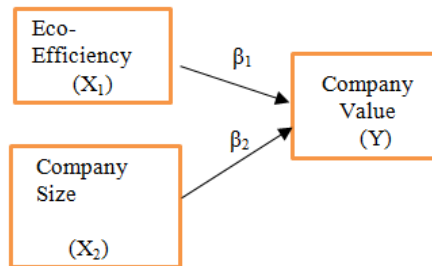 Eco-
Efficiency
(X₁)
β₁
Company
Value
(Y)
β₂
Company
Size
(X₂)